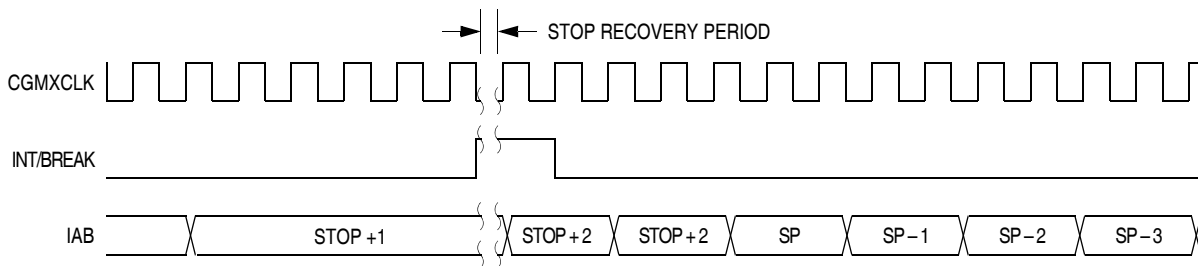 STOP RECOVERY PERIOD
CGMXCLK
INT/BREAK
IAB
STOP +1
STOP + 2
STOP + 2
SP
SP – 1
SP – 2
SP – 3